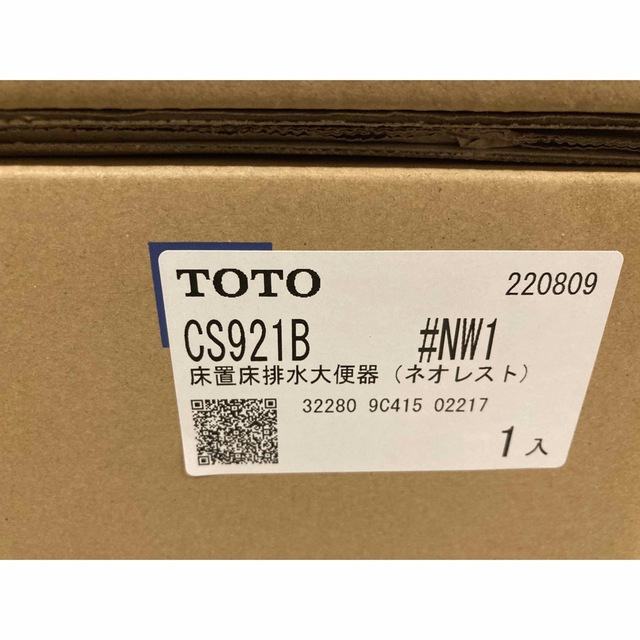 TOTO 220809
CS921B #NW1
床置床排水大便器(ネオレスト)
32280 9C415 02217
1入